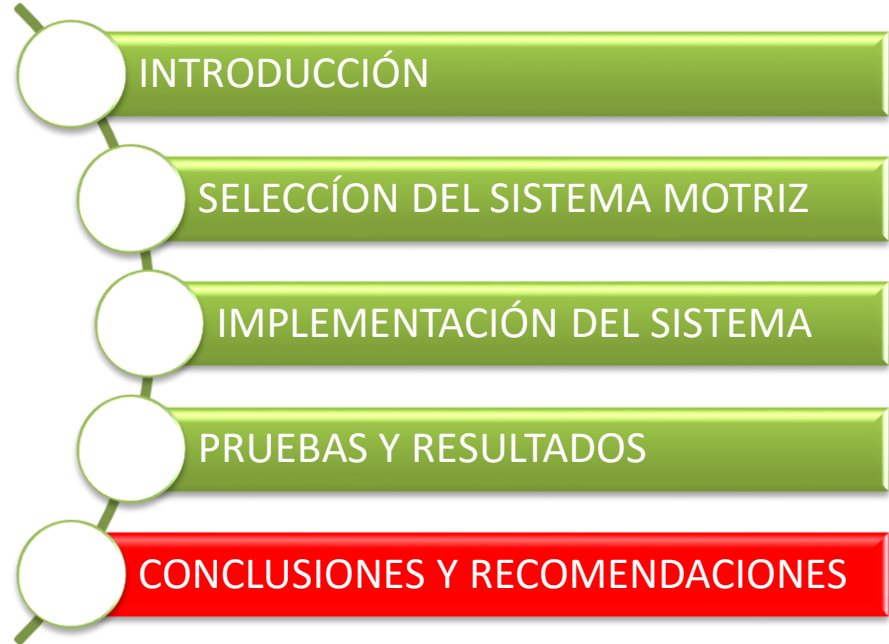 INTRODUCCIÓN
SELECCÍON DEL SISTEMA MOTRIZ
IMPLEMENTACIÓN DEL SISTEMA
PRUEBAS Y RESULTADOS
CONCLUSIONES Y RECOMENDACIONES